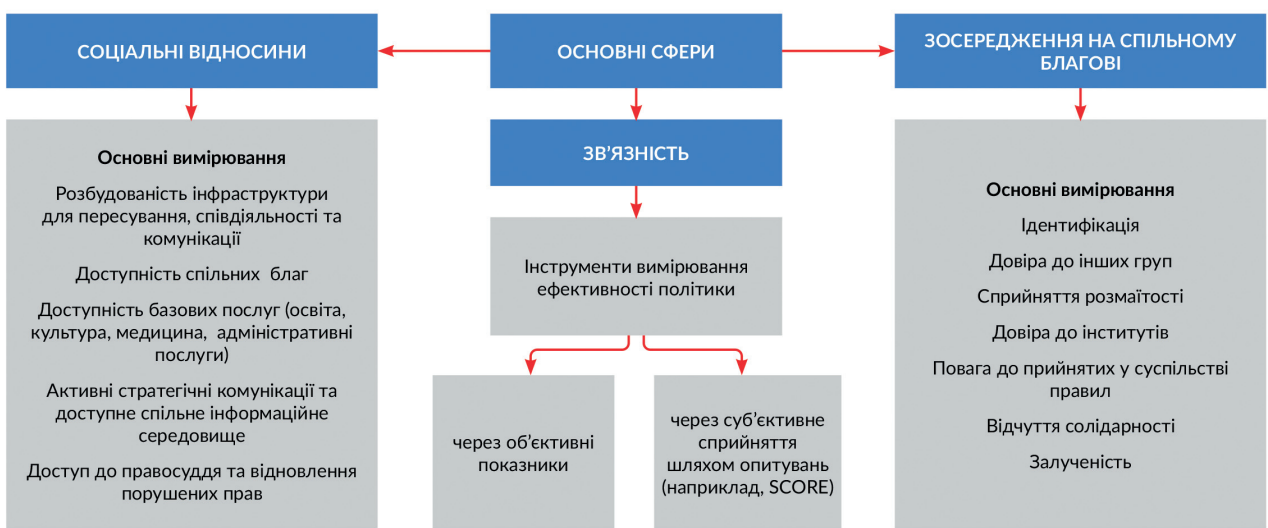 СОЦІАЛЬНІ ВІДНОСИНИ
ОСНОВНІ СФЕРИ
ЗОСЕРЕДЖЕННЯ НА СПІЛЬНОМУ
БЛАГОВІ
Основні вимірювання
Розбудованість інфраструктури
для пересування, співдіяльності та
комунікації
Доступність спільних благ
Доступність базових послуг (освіта,
культура, медицина, адміністративні
послуги)
Активні стратегічні комунікації та
доступне спільне інформаційне
середовище
Доступ до правосуддя та відновлення
порушених прав
ЗВ’ЯЗНІСТЬ
Інструменти вимірювання
ефективності політики
через об’єктивні
показники
через суб’єктивне
сприйняття
шляхом опитувань
(наприклад, SCORE)
Основні вимірювання
Ідентифікація
Довіра до інших груп
Сприйняття розмаїтості
Довіра до інститутів
Повага до прийнятих у суспільстві
правил
Відчуття солідарності
Залученість